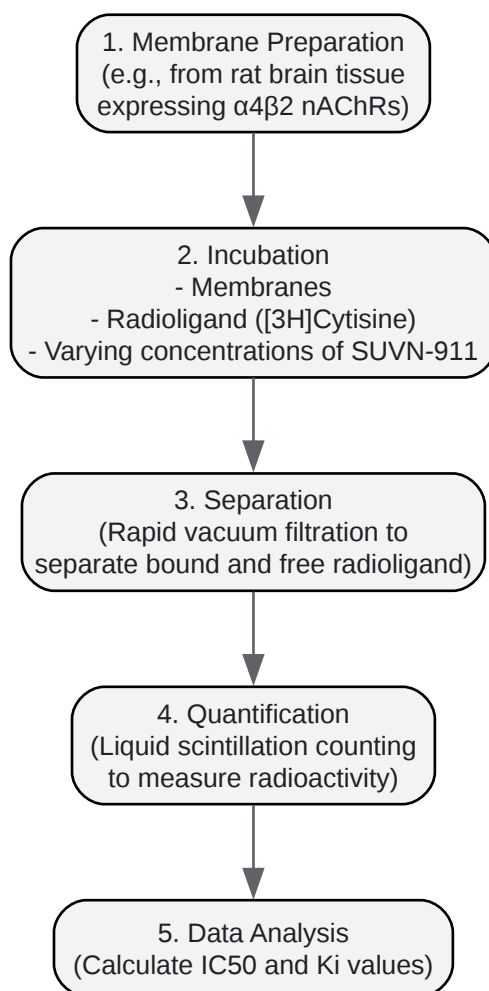 1. Membrane Preparation
(e.g., from rat brain tissue
expressing α4β2 nAChRs)
2. Incubation
- Membranes
- Radioligand ([3H]Cytisine)
- Varying concentrations of SUVN-911
3. Separation
(Rapid vacuum filtration to
separate bound and free radioligand)
4. Quantification
(Liquid scintillation counting
to measure radioactivity)
5. Data Analysis
(Calculate IC50 and Ki values)